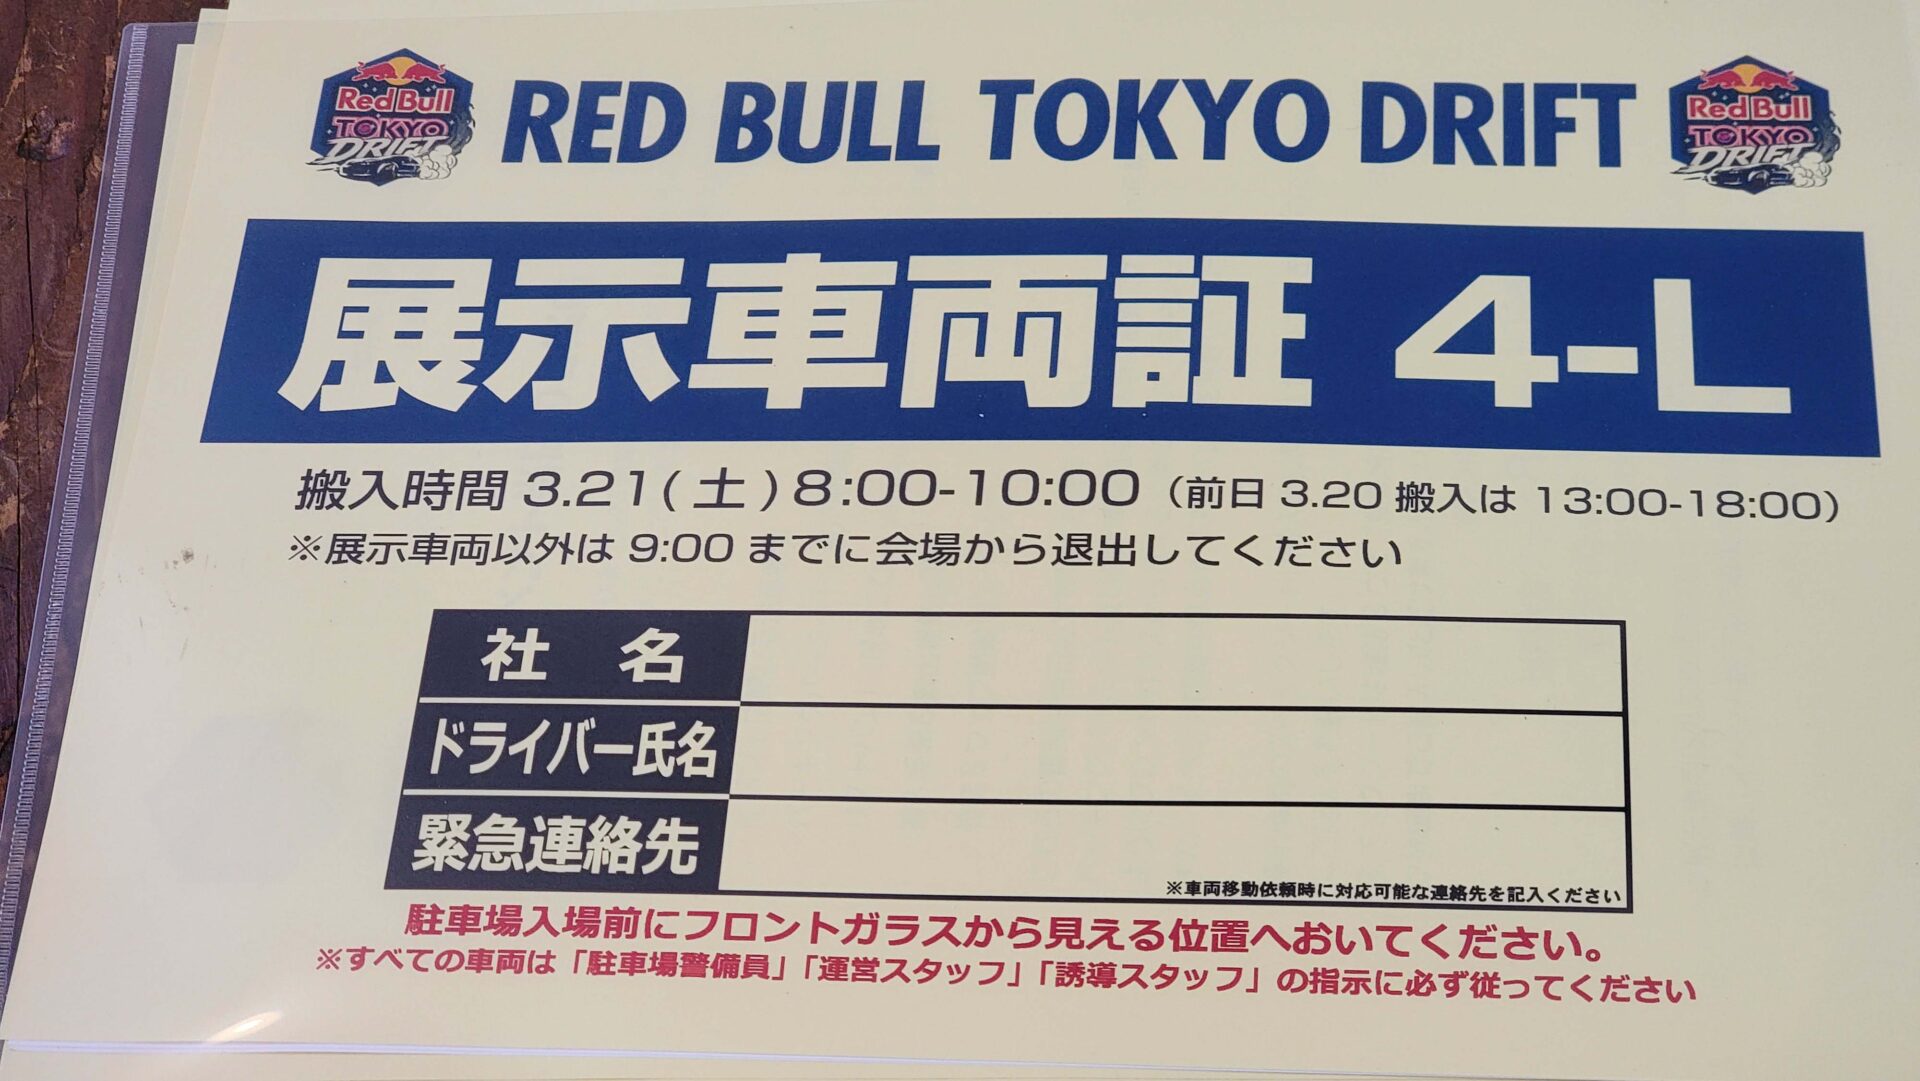 Red Bull
TOKYO
DRIFT
RED BULL TOKYO DRIFT
Red Bull
TOKYO
DRIFT
展示車両証 4-L
搬入時間 3.21(土)8:00-10:00(前日 3.20 搬入は 13:00-18:00)
※展示車両以外は 9:00 までに会場から退出してください
社 名
ドライバー氏名
緊急連絡先
※車両移動依頼時に対応可能な連絡先を記入ください
駐車場入場前にフロントガラスから見える位置へおいてください。
※すべての車両は「駐車場警備員」「運営スタッフ」「誘導スタッフ」の指示に必ず従ってください